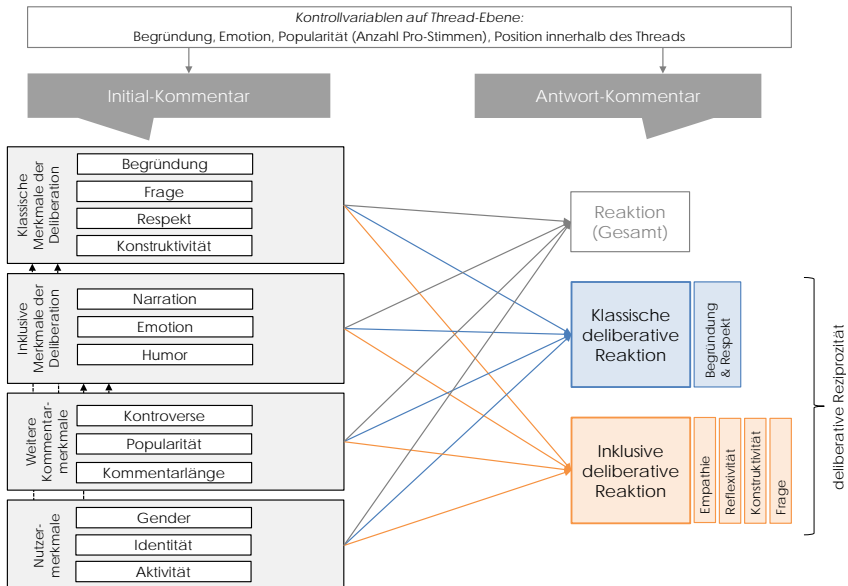 Kontrollvariablen auf Thread-Ebene:
Begründung, Emotion, Popularität (Anzahl Pro-Stimmen), Position innerhalb des Threads
Initial-Kommentar
Antwort-Kommentar
Klassische
Merkmale der
Deliberation
Begründung
Frage
Respekt
Konstruktivität
Inklusive
Merkmale der
Deliberation
Narration
Emotion
Humor
Weitere
Kommentar-
merkmale
Kontroverse
Popularität
Kommentarlänge
Nutzer-
merkmale
Gender
Identität
Aktivität
Reaktion
(Gesamt)
Klassische
deliberative
Reaktion
Begründung
& Respekt
Inklusive
deliberative
Reaktion
Empathie
Reflexivität
Konstruktivität
Frage
deliberative Reziprozität